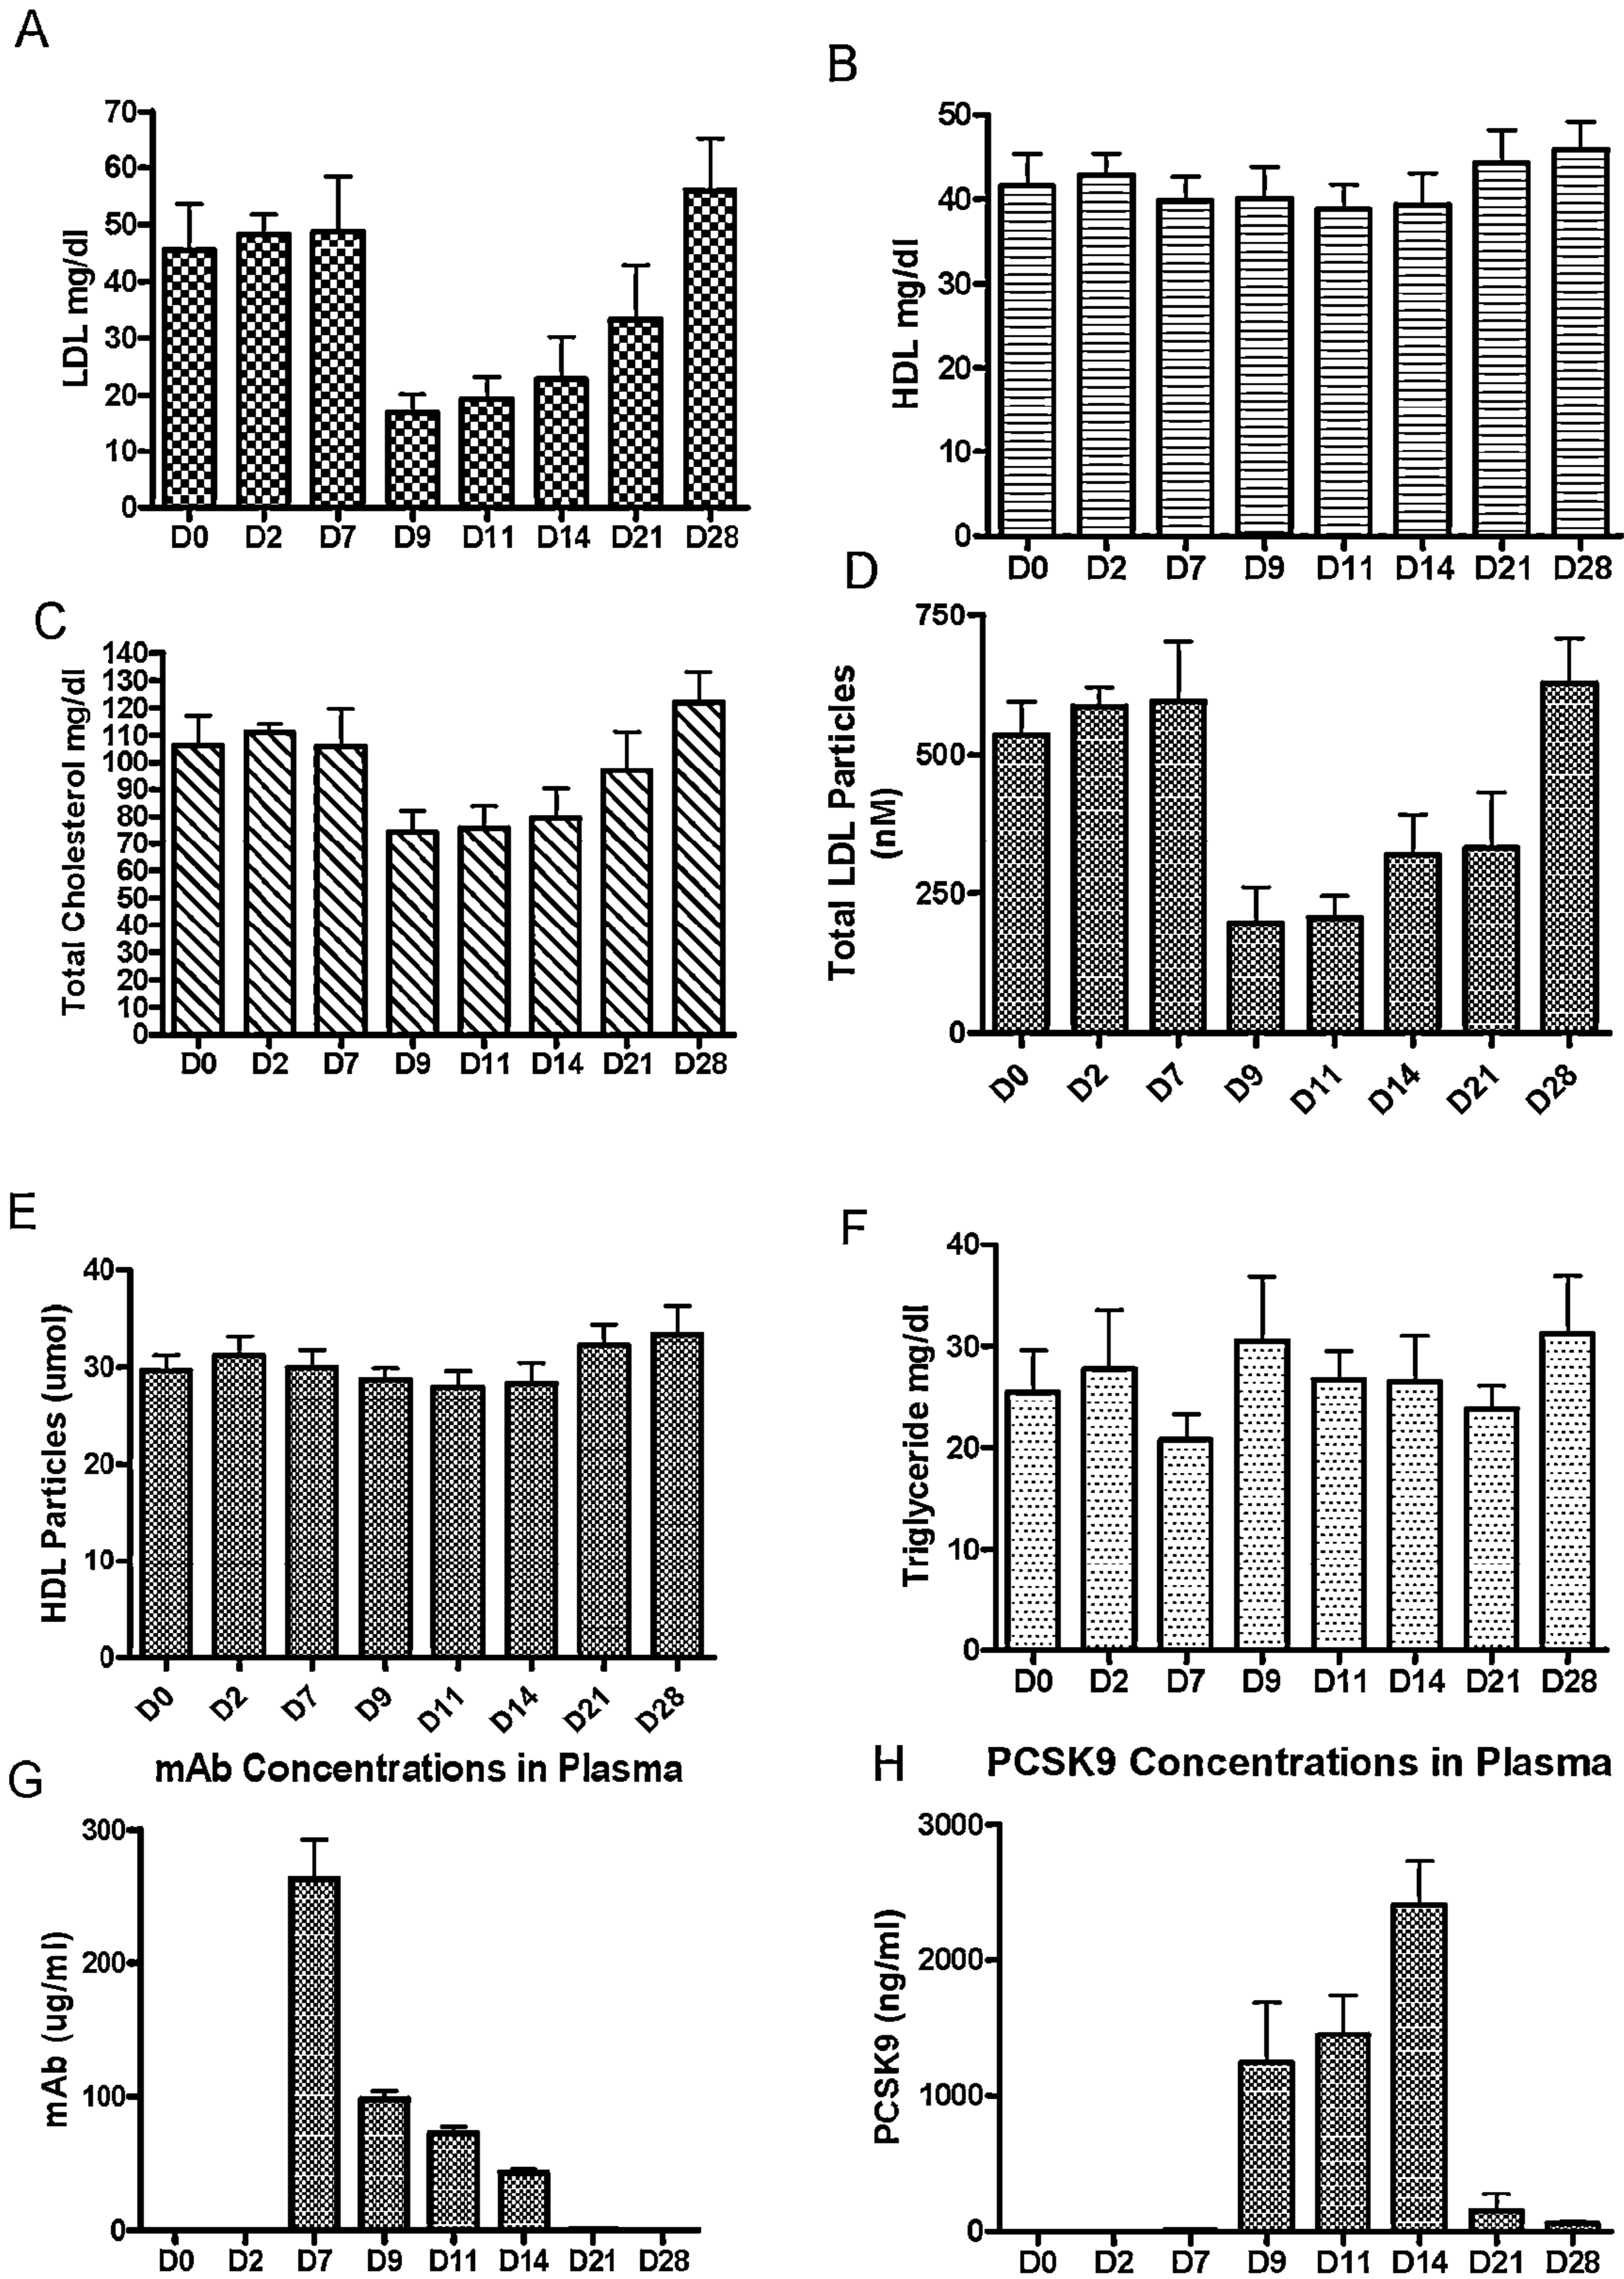 A
70
60
50
40
30
20
10
0
LDL mg/dl
D0 D2 D7 D9 D11 D14 D21 D28
B
50
40
30
20
10
0
HDL mg/dl
D0 D2 D7 D9 D11 D14 D21 D28
C
140
130
120
110
100
90
80
70
60
50
40
30
20
10
0
Total Cholesterol mg/dl
D0 D2 D7 D9 D11 D14 D21 D28
D
750
500
250
0
Total LDL Particles
(nM)
D0 D2 D7 D9 D11 D14 D21 D28
E
40
30
20
10
0
HDL Particles (umol)
D0 D2 D7 D9 D11 D14 D21 D28
F
40
30
20
10
0
Triglyceride mg/dl
D0 D2 D7 D9 D11 D14 D21 D28
G
mAb Concentrations in Plasma
300
200
100
0
mAb (ug/ml)
D0 D2 D7 D9 D11 D14 D21 D28
H
PCSK9 Concentrations in Plasma
3000
2000
1000
0
PCSK9 (ng/ml)
D0 D2 D7 D9 D11 D14 D21 D28